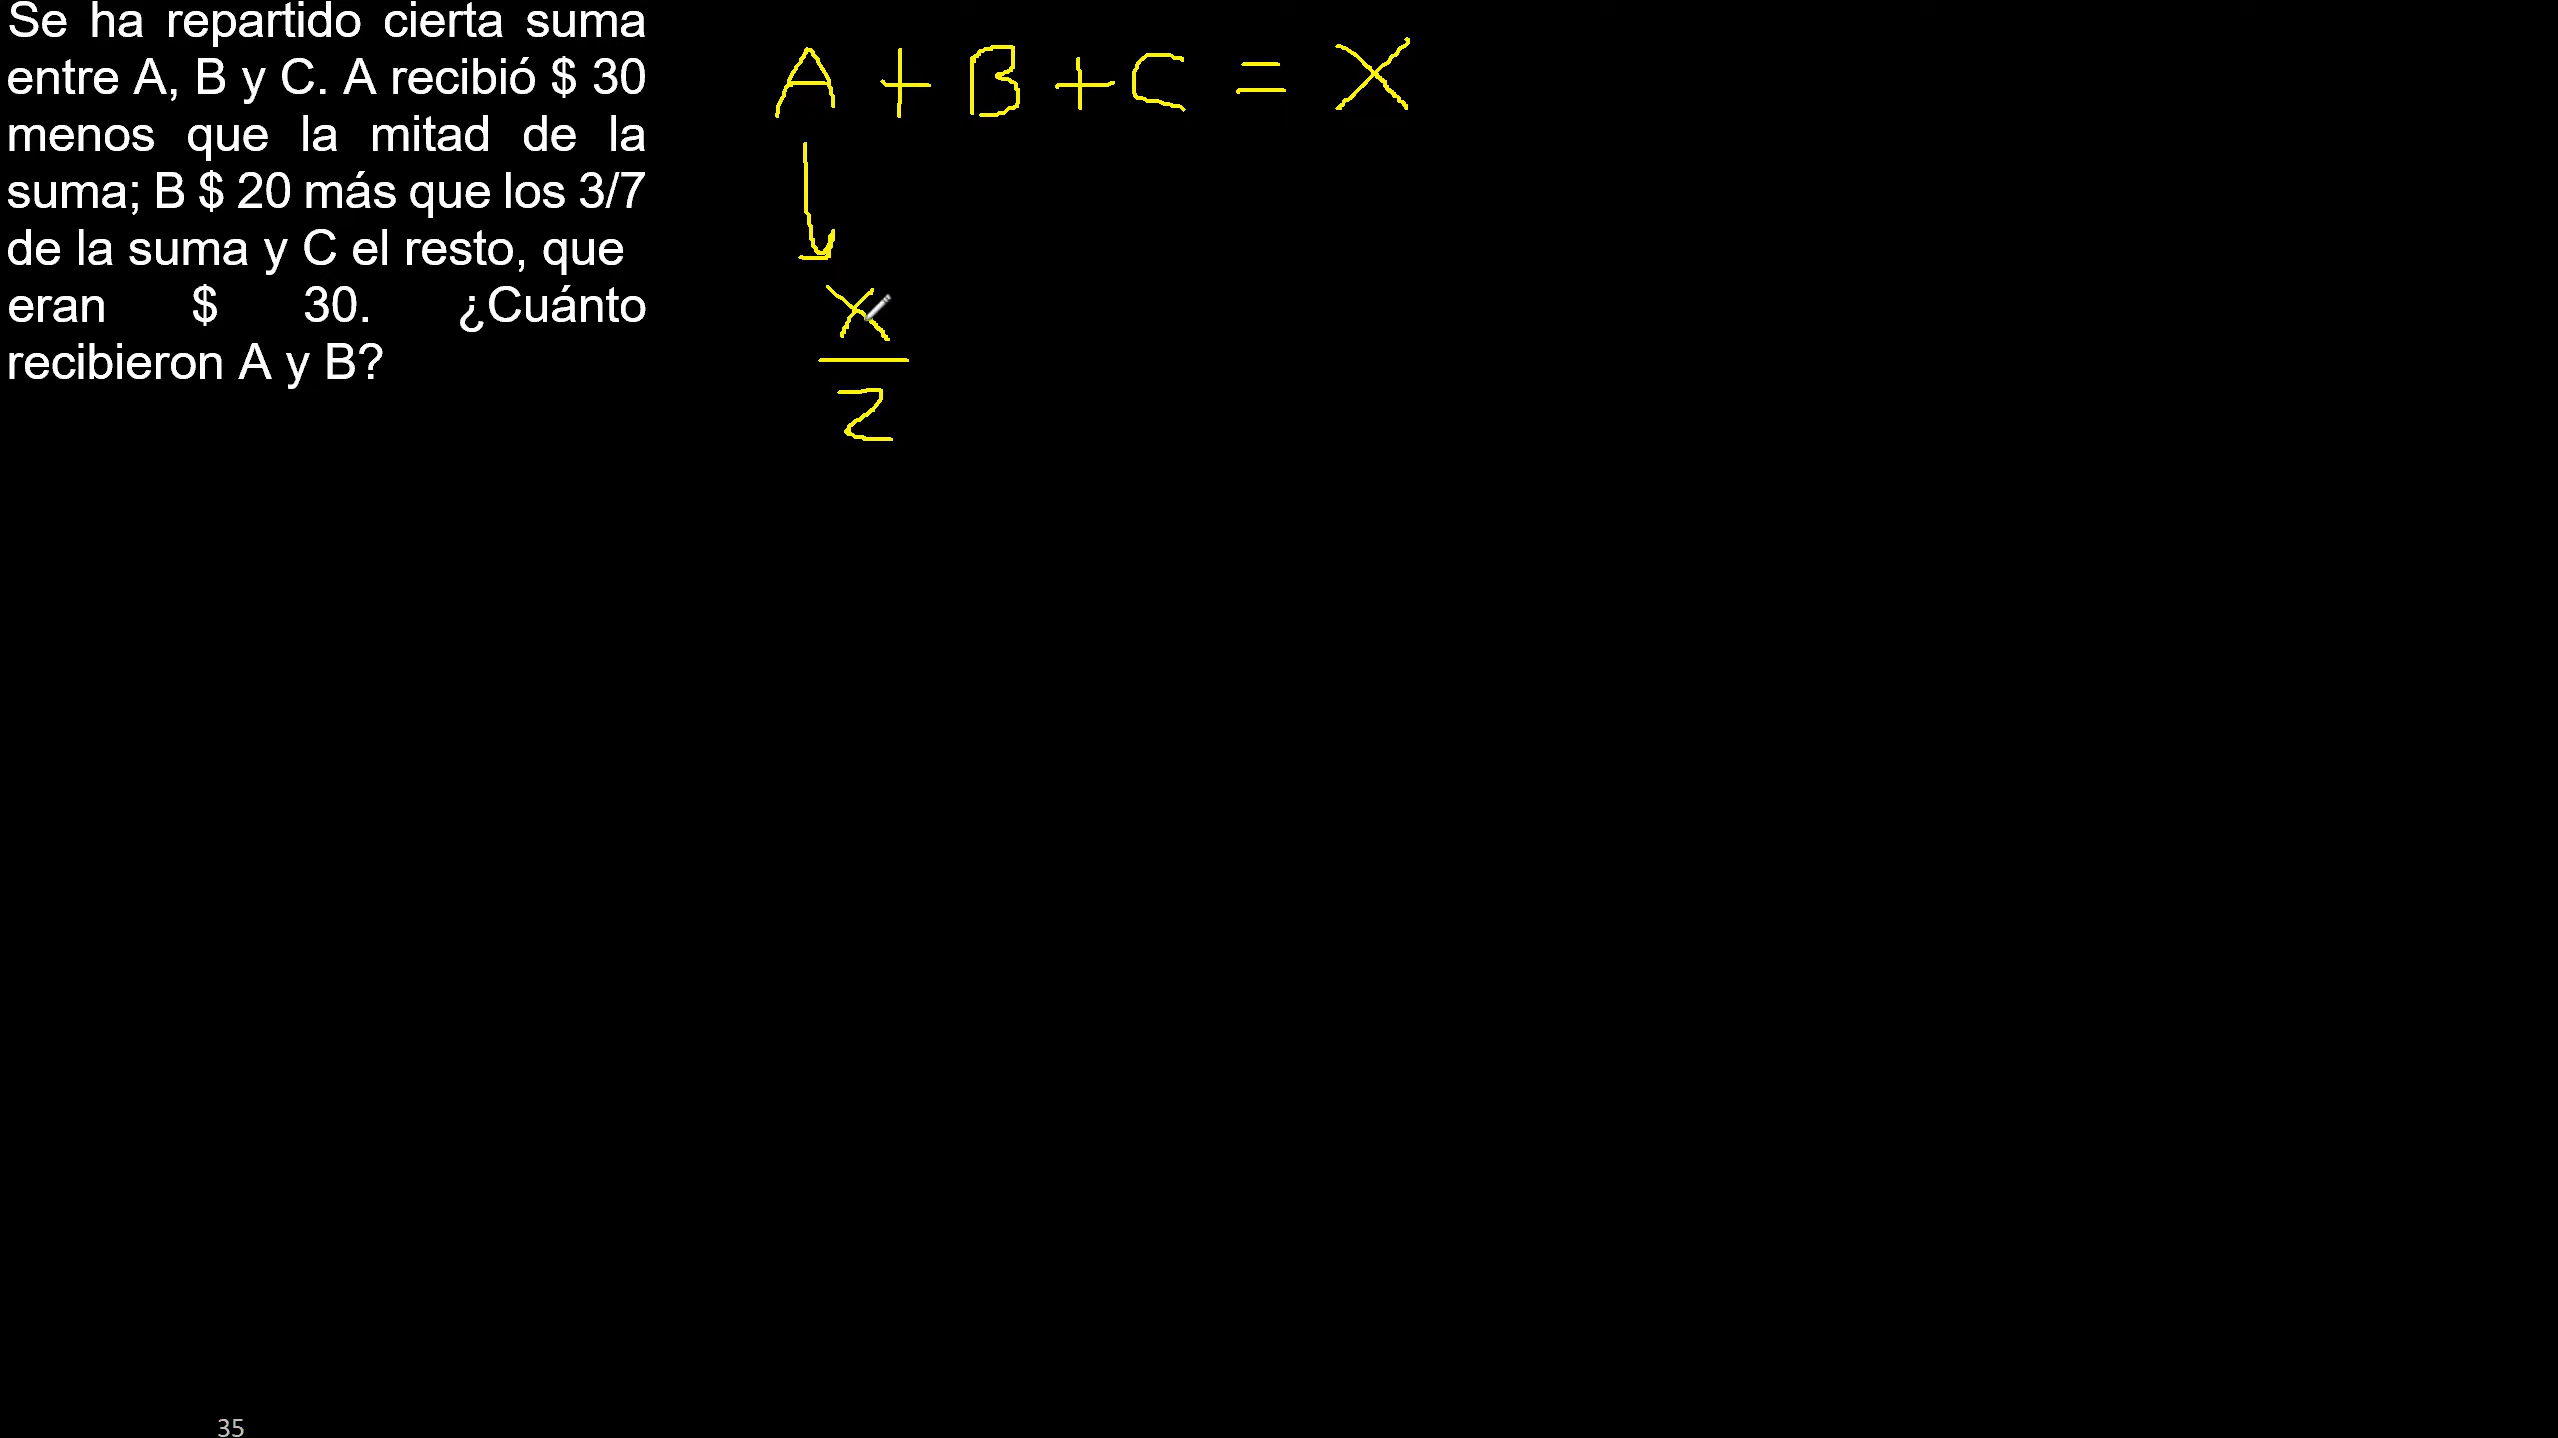 Se ha repartido cierta suma
entre A, B y C. A recibió $ 30
menos que la mitad de la
suma; B $ 20 más que los 3/7
de la suma y C el resto, que
eran $ 30. ¿Cuánto
recibieron A y B?
A + B + C = X
X
2
35